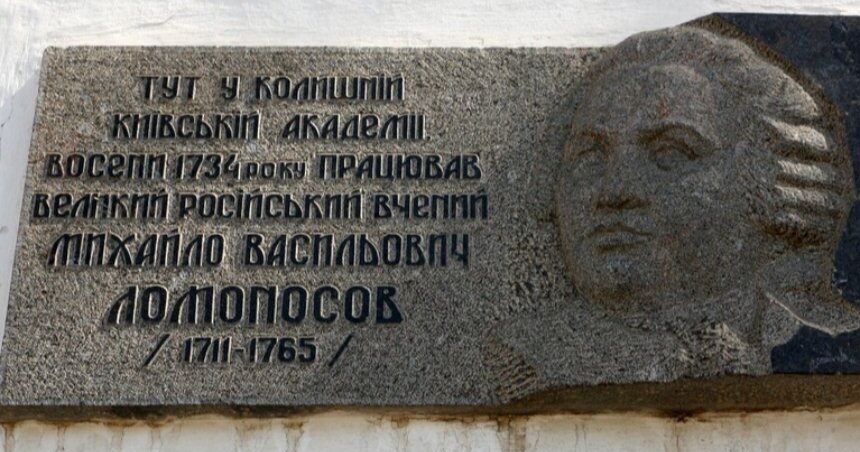 ТУТ У КОЛИШНІЙ
КИЇВСЬКІЙ АКАДЕМІЇ
ВОСЕНИ 1734 РОКУ ПРАЦЮВАВ
ВЕЛИКИЙ РОСІЙСЬКИЙ ВЧЕНИЙ
МИХАЙЛО ВАСИЛЬОВИЧ
ЛОМОНОСОВ
/ 1711-1765 /